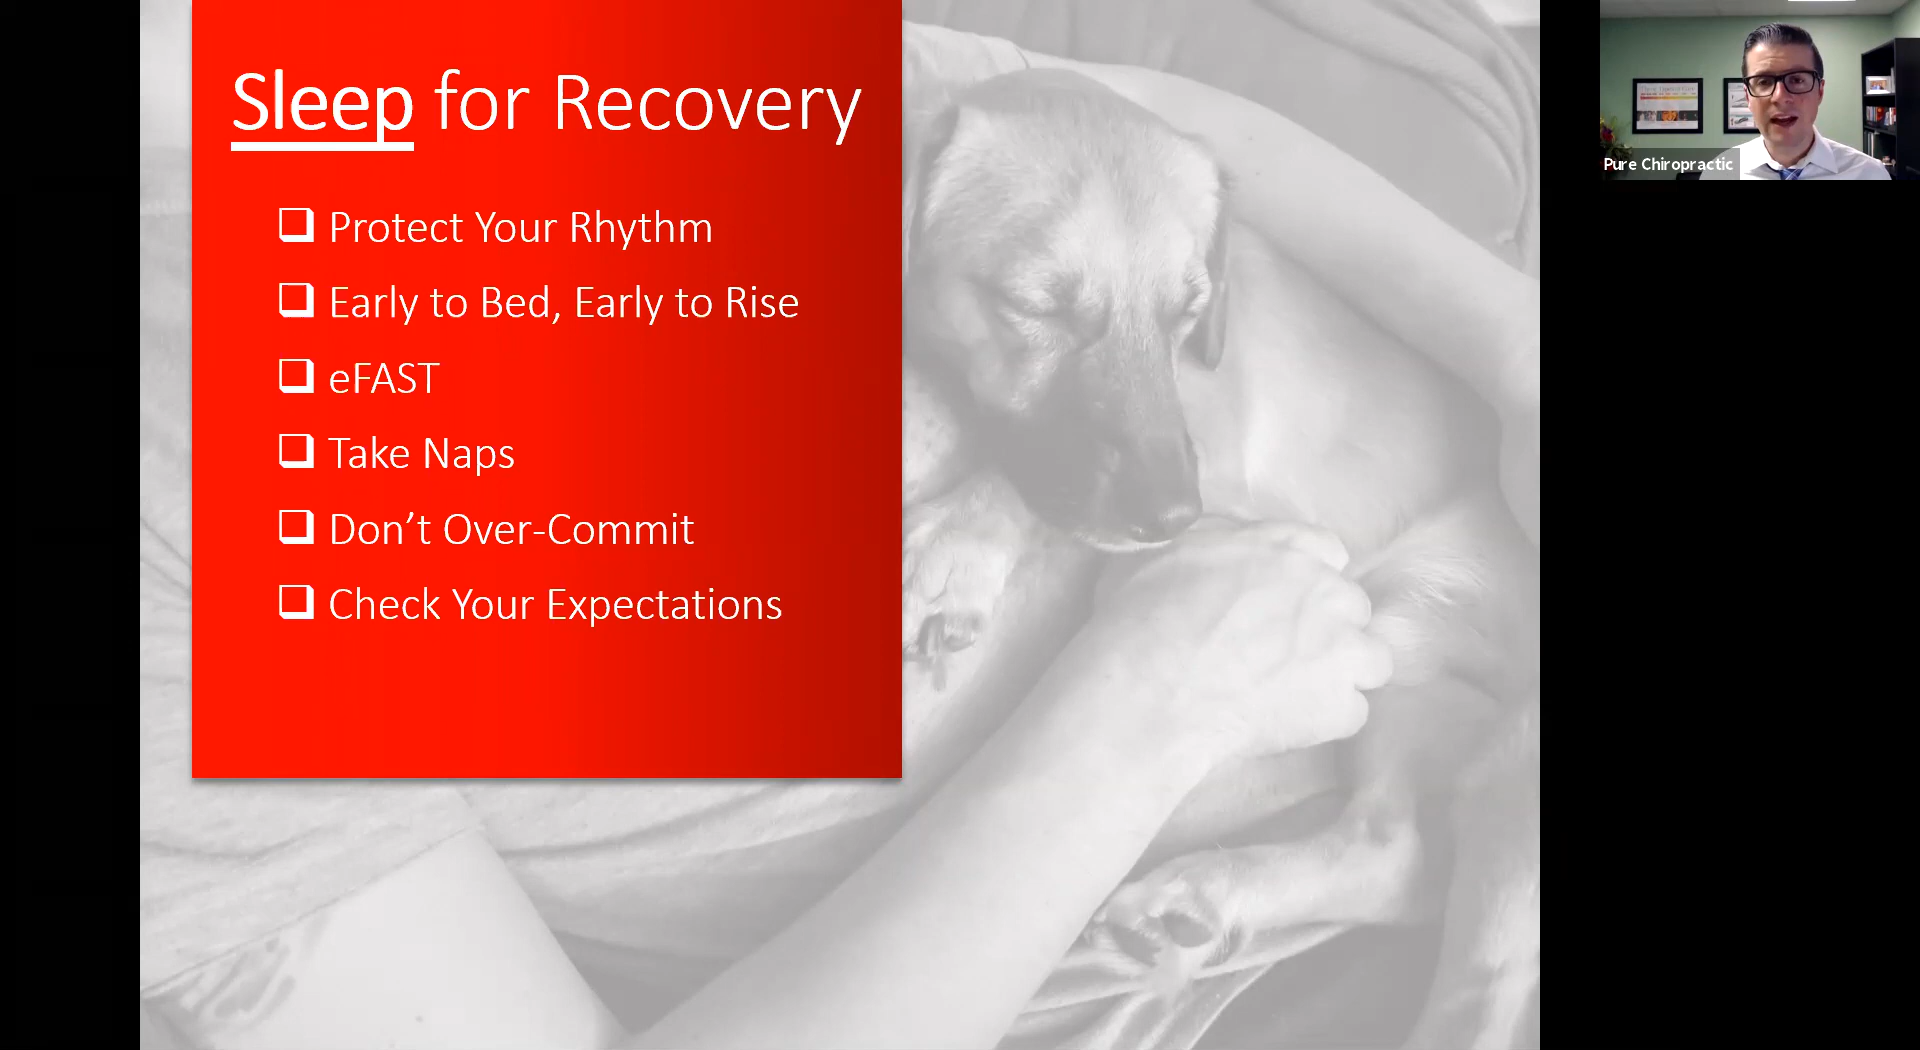 Sleep for Recovery
Protect Your Rhythm
Early to Bed, Early to Rise
eFAST
Take Naps
Don’t Over-Commit
Check Your Expectations
Pure Chiropractic